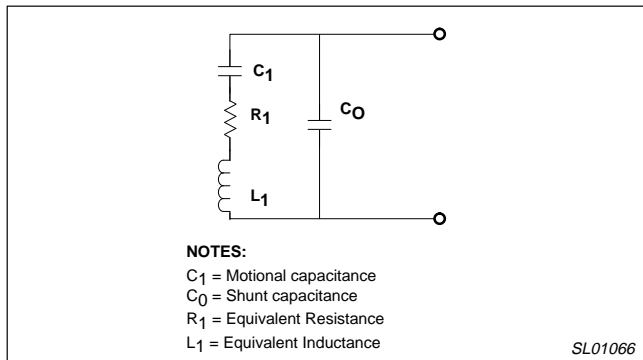 C1
R1
CO
L1
NOTES:
C1 = Motional capacitance
C0 = Shunt capacitance
R1 = Equivalent Resistance
L1 = Equivalent Inductance
SL01066